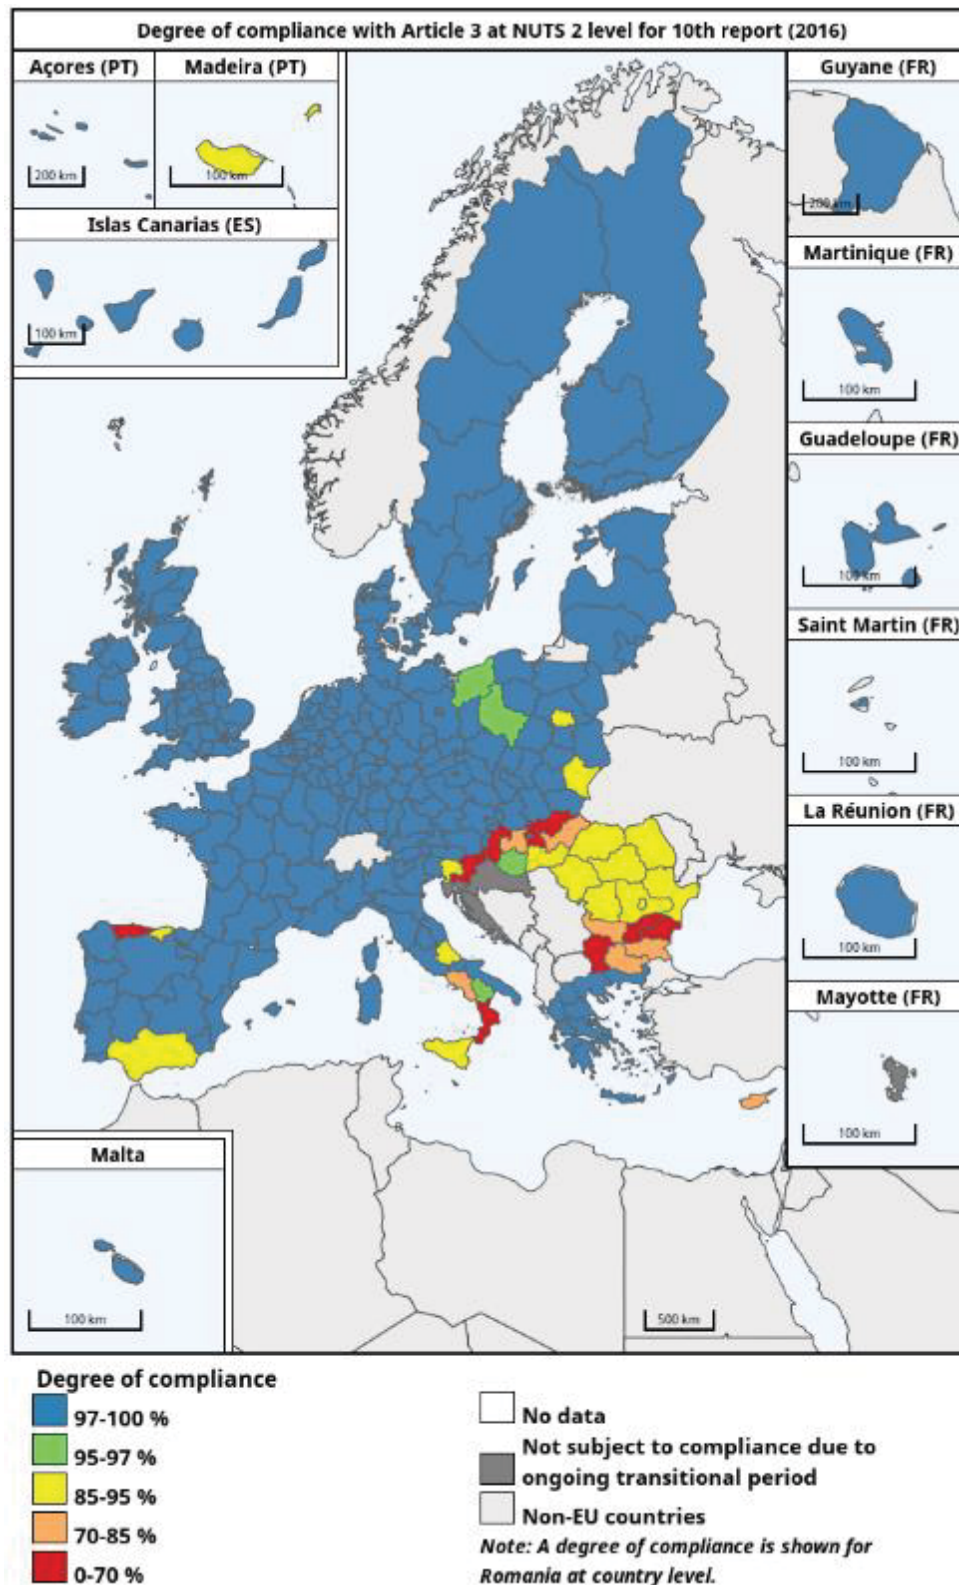 Degree of compliance with Article 3 at NUTS 2 level for 10th report (2016)
Açores (PT)
Madeira (PT)
200 km
100 km
Islas Canarias (ES)
100 km
Guyane (FR)
200 km
Martinique (FR)
100 km
Guadeloupe (FR)
100 km
Saint Martin (FR)
100 km
La Réunion (FR)
100 km
Mayotte (FR)
100 km
Malta
100 km
500 km
Degree of compliance
97-100 %
95-97 %
85-95 %
70-85 %
0-70 %
No data
Not subject to compliance due to
ongoing transitional period
Non-EU countries
Note: A degree of compliance is shown for
Romania at country level.